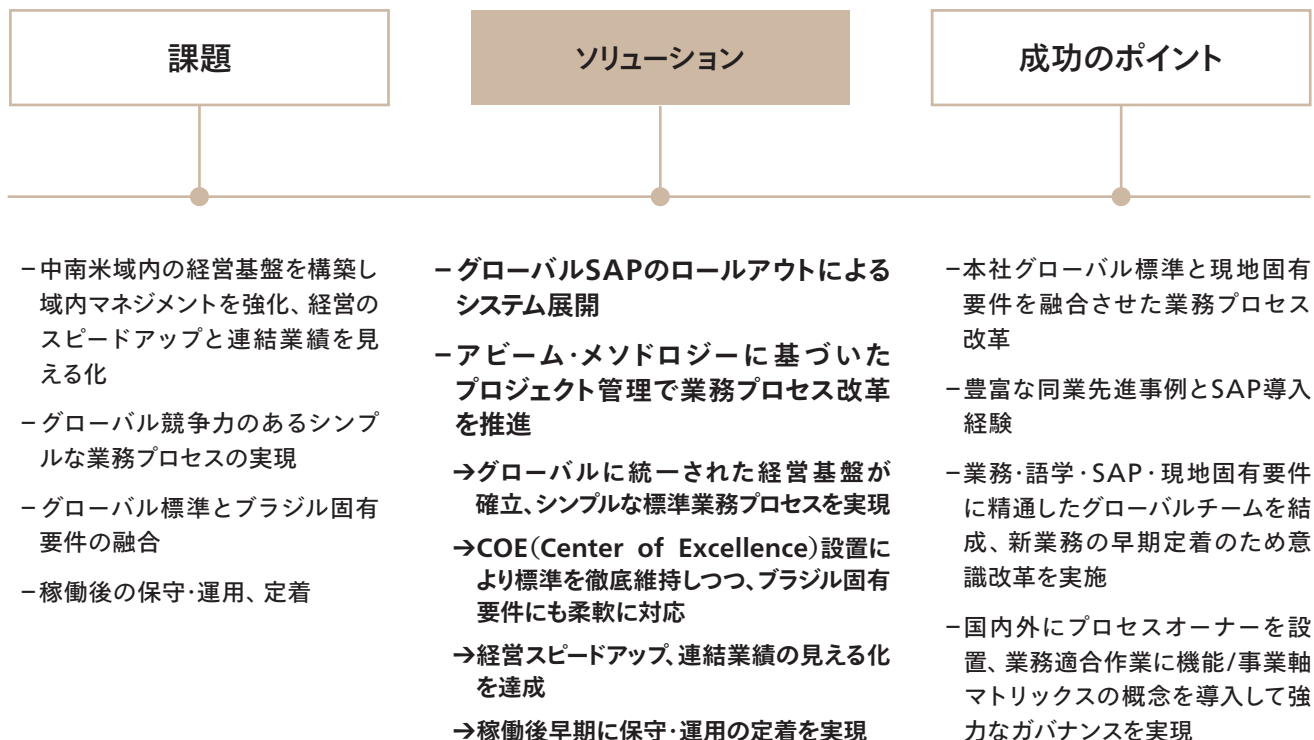 課題
−中南米域内の経営基盤を構築し
域内マネジメントを強化、経営の
スピードアップと連結業績を見
える化
−グローバル競争力のあるシンプ
ルな業務プロセスの実現
−グローバル標準とブラジル固有
要件の融合
−稼働後の保守・運用、定着
ソリューション
−グローバルSAPのロールアウトによる
システム展開
−アビーム・メソドロジーに基づいた
プロジェクト管理で業務プロセス改革
を推進
→グローバルに統一された経営基盤が
確立、シンプルな標準業務プロセスを実現
→COE(Center of Excellence)設置に
より標準を徹底維持しつつ、ブラジル固有
要件にも柔軟に対応
→経営スピードアップ、連結業績の見える化
を達成
→稼働後早期に保守・運用の定着を実現
成功のポイント
−本社グローバル標準と現地固有
要件を融合させた業務プロセス
改革
−豊富な同業先進事例とSAP導入
経験
−業務・語学・SAP・現地固有要件
に精通したグローバルチームを結
成、新業務の早期定着のため意
識改革を実施
−国内外にプロセスオーナーを設
置、業務適合作業に機能/事業軸
マトリックスの概念を導入して強
力なガバナンスを実現